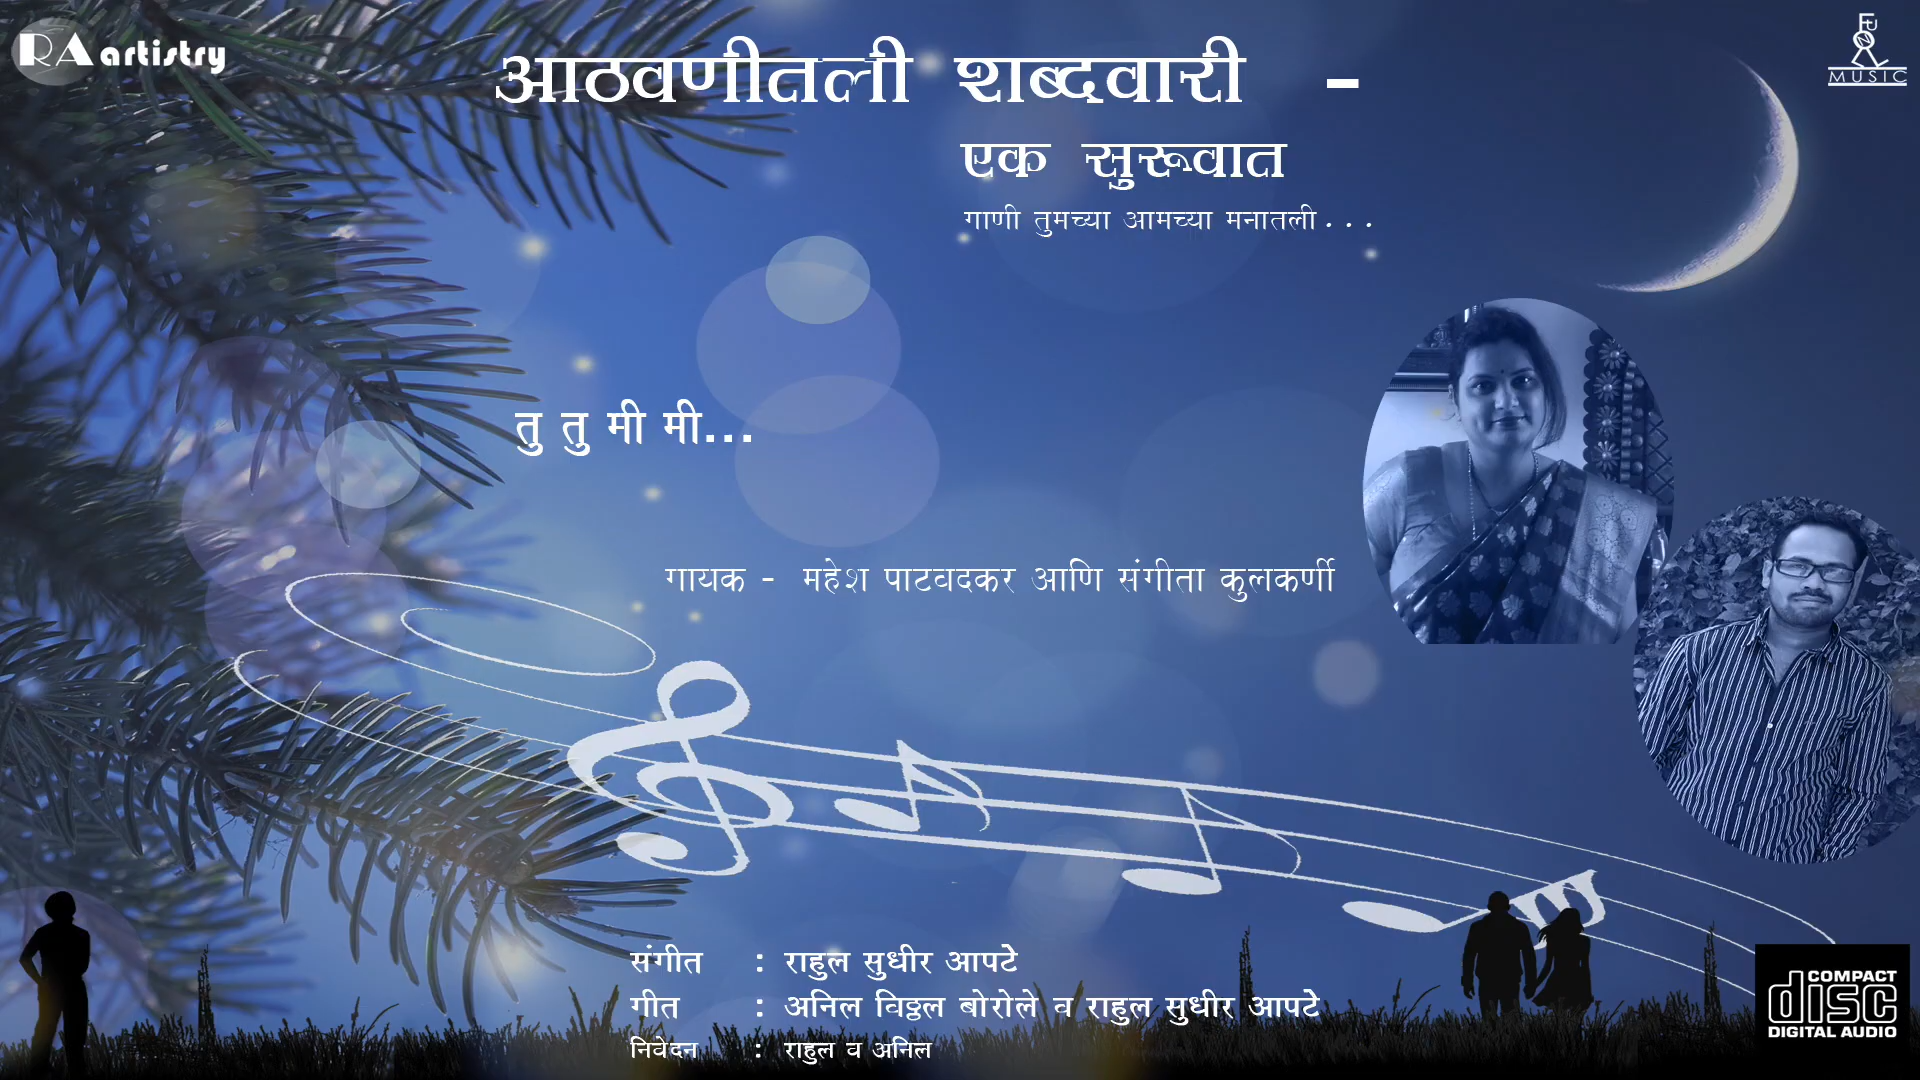 RA artistry
FUTURZ MUSIC
आठवणीतली शब्दवारी -
एक सुरूवात
गाणी तुमच्या आमच्या मनातली...
तु तु मी मी...
गायक - महेश पाटवदकर आणि संगीता कुलकर्णी
संगीत : राहुल सुधीर आपटे
गीत : अनिल विठ्ठल बोरोले व राहुल सुधीर आपटे
निवेदन : राहुल व अनिल
COMPACT
disc
DIGITAL AUDIO